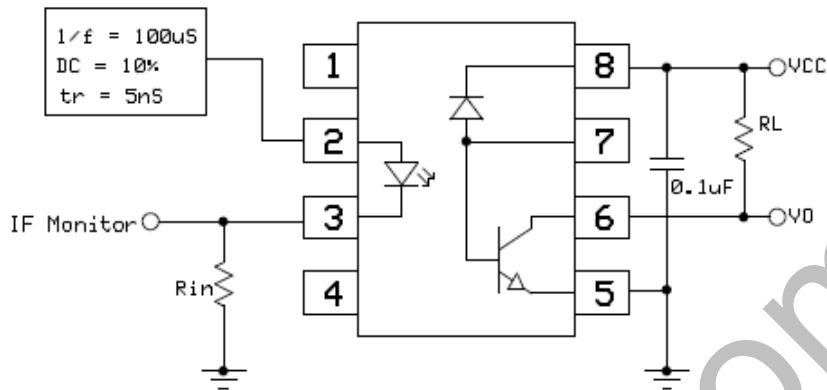 1/f = 100uS
DC = 10%
tr = 5nS
1
2
3
4
8
7
6
5
VCC
RL
0.1uF
VO
IF Monitor
Rin
om